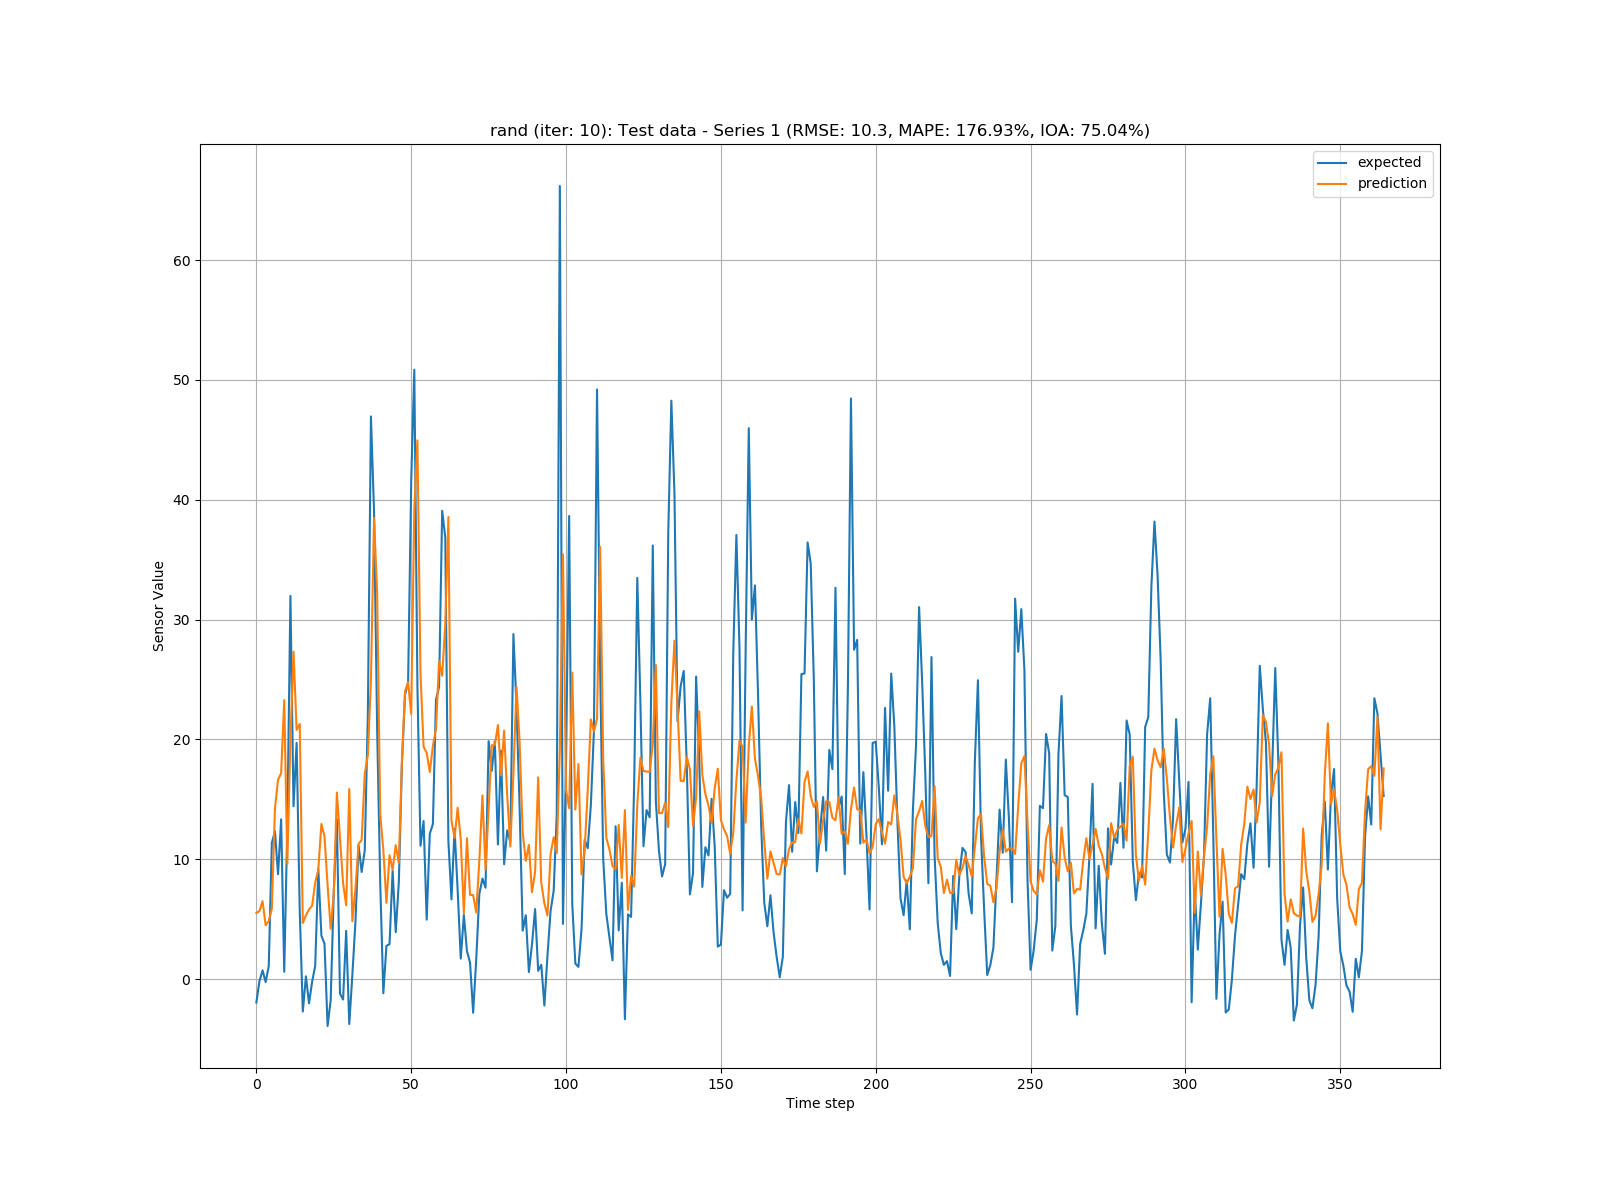 rand (iter: 10): Test data - Series 1 (RMSE: 10.3, MAPE: 176.93%, IOA: 75.04%)
expected
prediction
Sensor Value
60
50
40
30
20
10
0
0 50 100 150 200 250 300 350
Time step